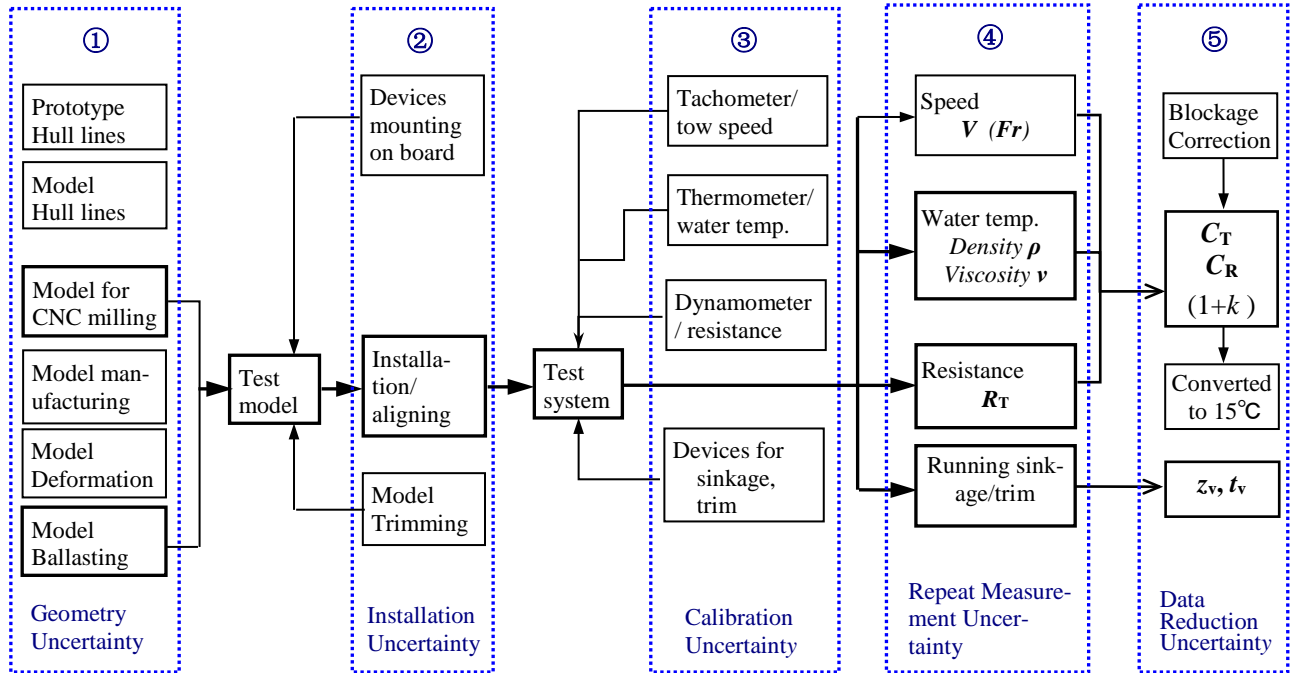 ①
Prototype
Hull lines
Model
Hull lines
Model for
CNC milling
Model man-
ufacturing
Model
Deformation
Model
Ballasting
Geometry
Uncertainty
Test
model
②
Devices
mounting
on board
Installa-
tion/
aligning
Model
Trimming
Installation
Uncertainty
Test
system
③
Tachometer/
tow speed
Thermometer/
water temp.
Dynamometer
/ resistance
Devices for
sinkage,
trim
Calibration
Uncertainty
④
Speed
V (Fr)
Water temp.
Density ρ
Viscosity ν
Resistance
RT
Running sink-
age/trim
Repeat Measure-
ment Uncer-
tainty
⑤
Blockage
Correction
CT
CR
(1+k )
Converted
to 15℃
zv, tv
Data
Reduction
Uncertainty